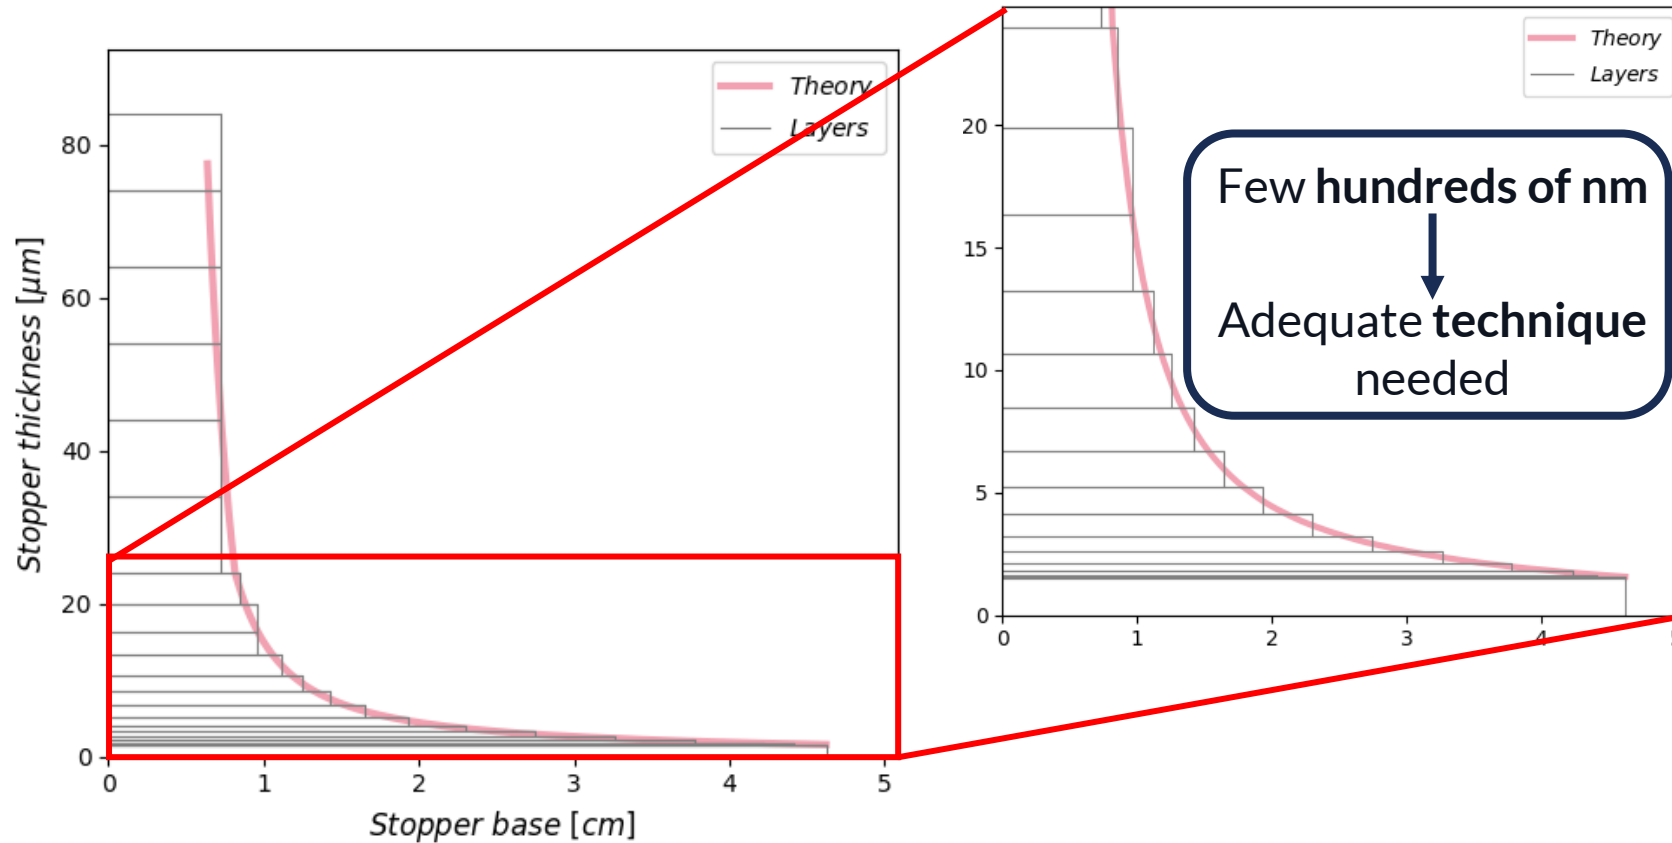 Theory
Layers
80
60
40
20
0
Stopper thickness [μm]
0 1 2 3 4 5
Stopper base [cm]
Theory
Layers
20
15
10
5
0
0 1 2 3 4
Few hundreds of nm
Adequate technique
needed